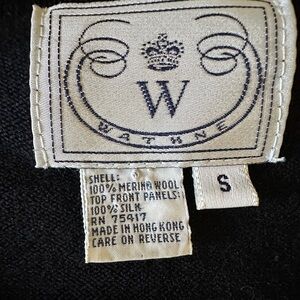 W
WATHNE
SHELL:
100% MERINO WOOL
TOP FRONT PANELS:
100% SILK
RN 75417
MADE IN HONG KONG
CARE ON REVERSE
S